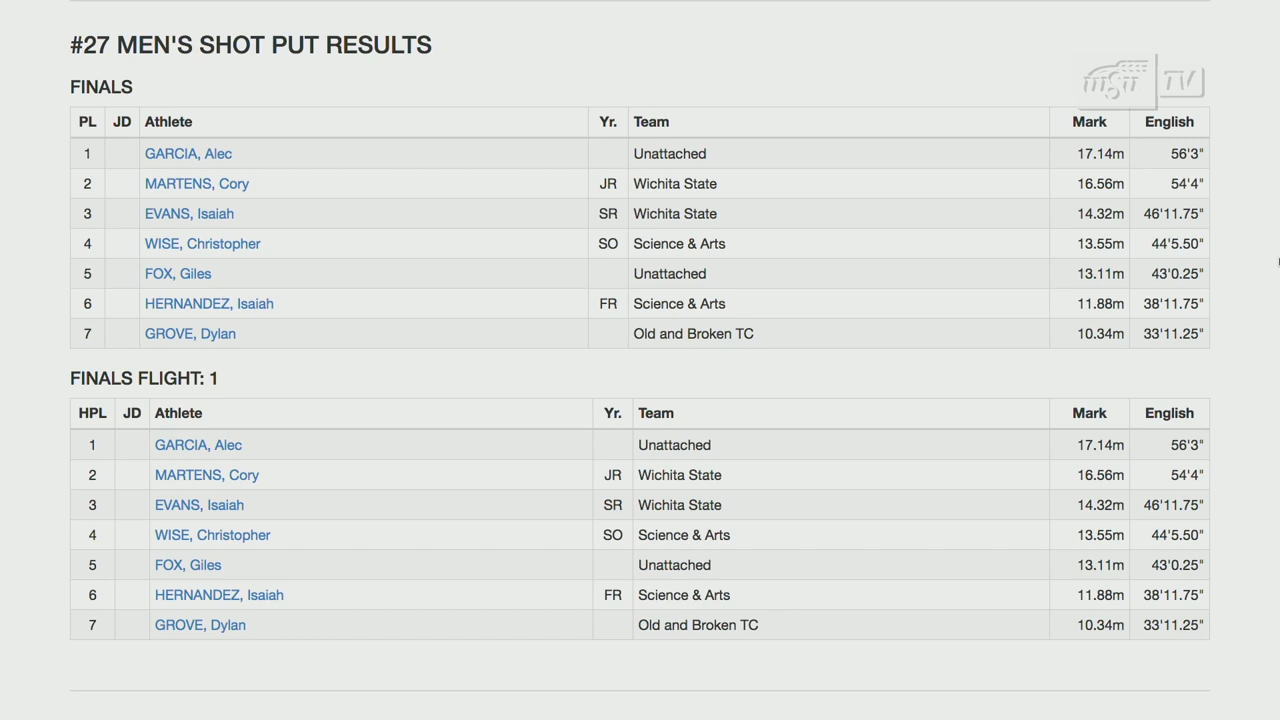 #27 MEN'S SHOT PUT RESULTS
FINALS
PL JD Athlete Yr. Team Mark English
1 GARCIA, Alec Unattached 17.14m 56'3"
2 MARTENS, Cory JR Wichita State 16.56m 54'4"
3 EVANS, Isaiah SR Wichita State 14.32m 46'11.75"
4 WISE, Christopher SO Science & Arts 13.55m 44'5.50"
5 FOX, Giles Unattached 13.11m 43'0.25"
6 HERNANDEZ, Isaiah FR Science & Arts 11.88m 38'11.75"
7 GROVE, Dylan Old and Broken TC 10.34m 33'11.25"
FINALS FLIGHT: 1
HPL JD Athlete Yr. Team Mark English
1 GARCIA, Alec Unattached 17.14m 56'3"
2 MARTENS, Cory JR Wichita State 16.56m 54'4"
3 EVANS, Isaiah SR Wichita State 14.32m 46'11.75"
4 WISE, Christopher SO Science & Arts 13.55m 44'5.50"
5 FOX, Giles Unattached 13.11m 43'0.25"
6 HERNANDEZ, Isaiah FR Science & Arts 11.88m 38'11.75"
7 GROVE, Dylan Old and Broken TC 10.34m 33'11.25"
TV